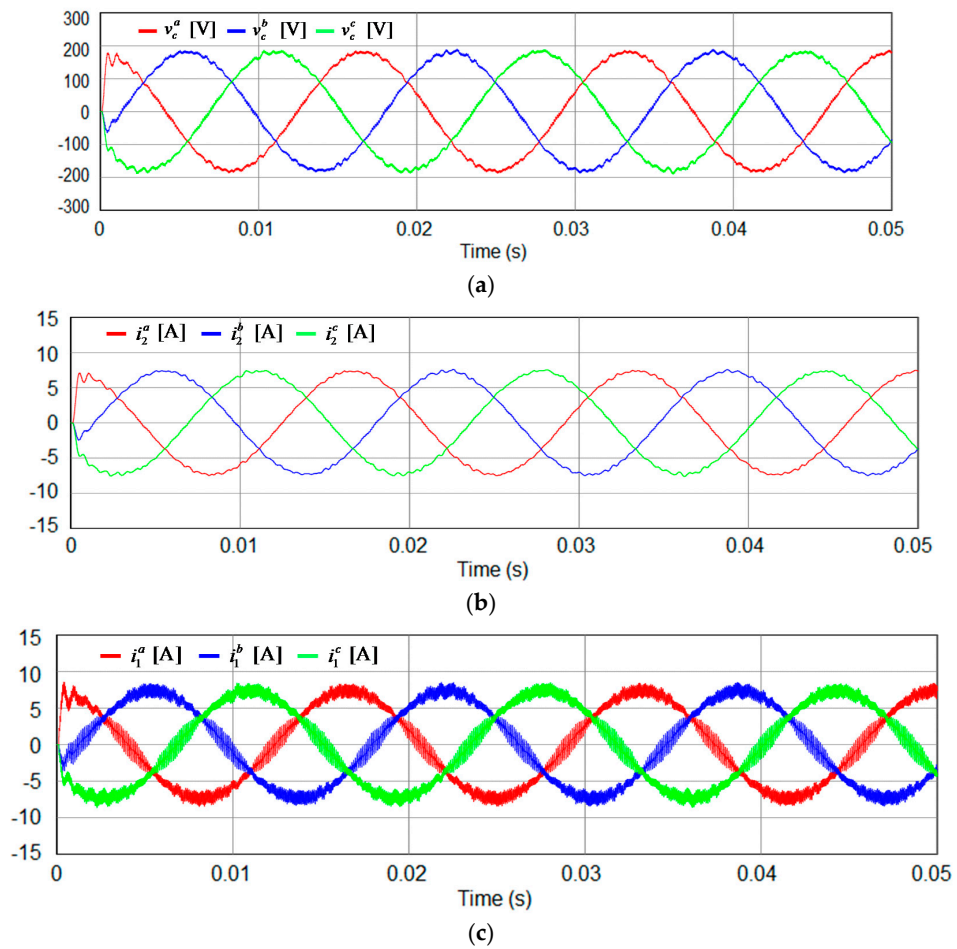 300
v_c^a [V] v_c^b [V] v_c^c [V]
200
100
0
-100
-200
-300
0 0.01 0.02 0.03 0.04 0.05
Time (s)
(a)
15
i_2^a [A] i_2^b [A] i_2^c [A]
10
5
0
-5
-10
-15
0 0.01 0.02 0.03 0.04 0.05
Time (s)
(b)
15
i_1^a [A] i_1^b [A] i_1^c [A]
10
5
0
-5
-10
-15
0 0.01 0.02 0.03 0.04 0.05
Time (s)
(c)